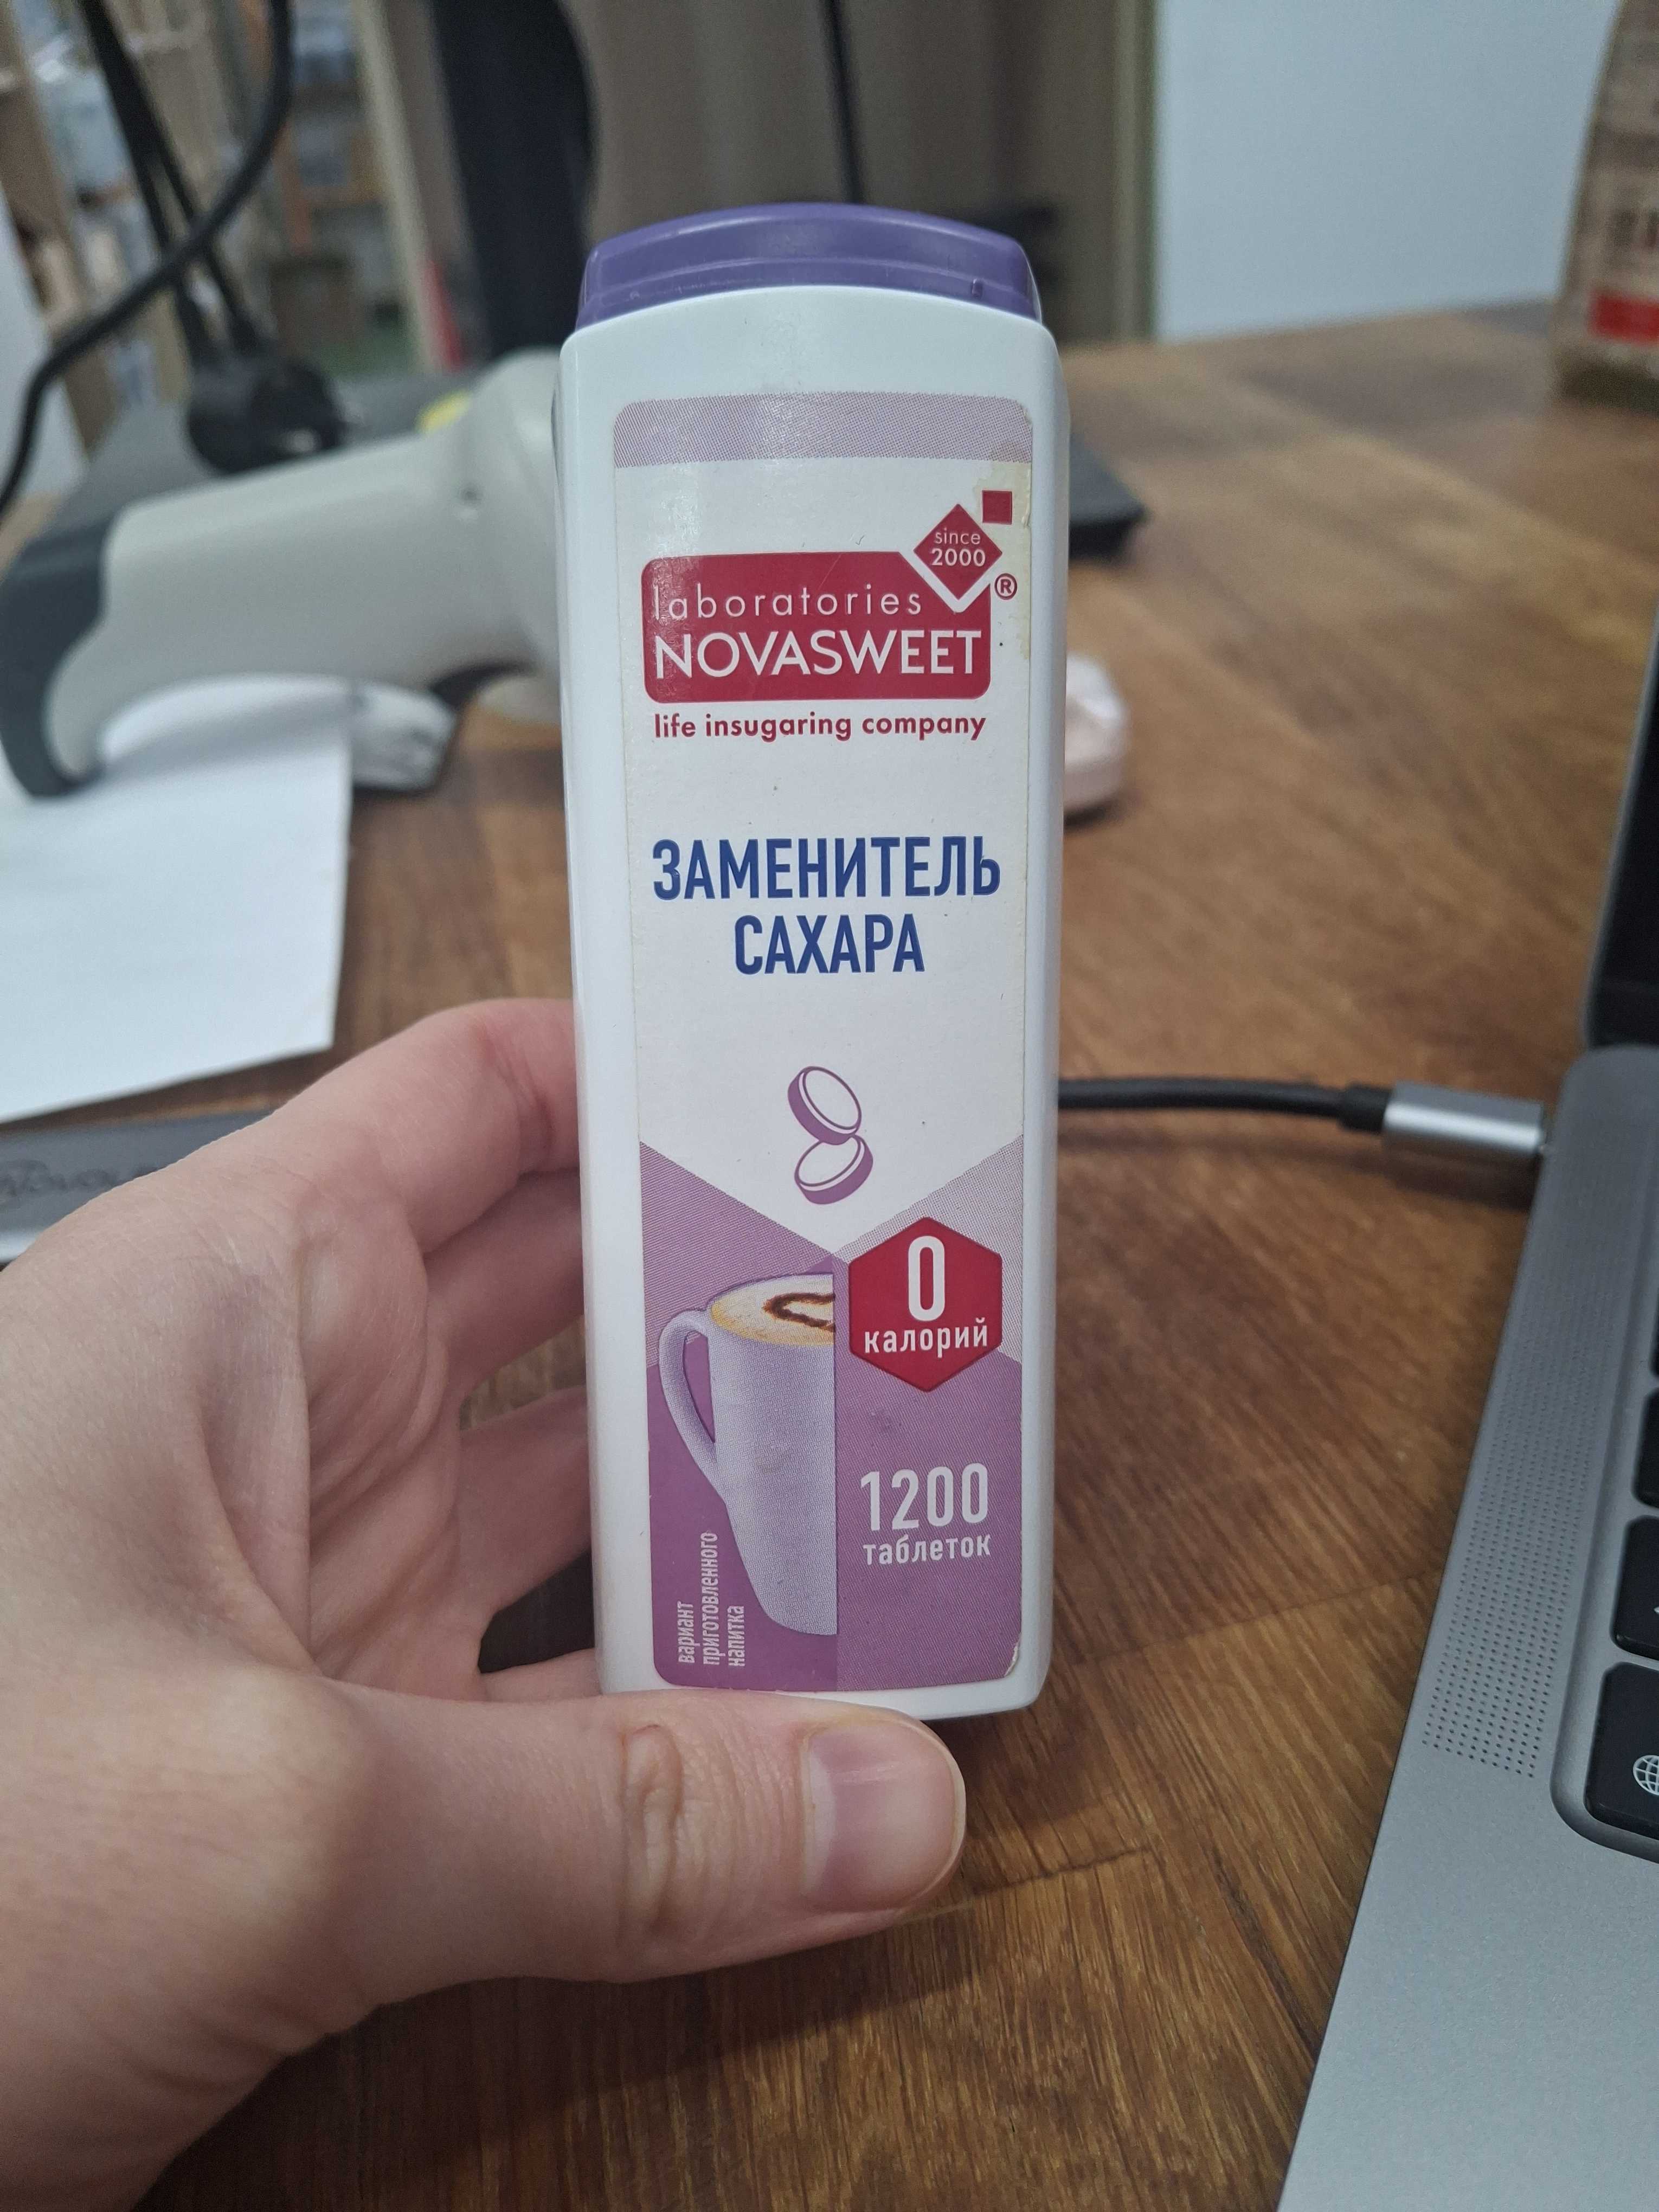 since
2000
®
laboratories
NOVASWEET
life insugaring company
ЗАМЕНИТЕЛЬ
САХАРА
0
калорий
1200
таблеток
вариант
приготовленного
напитка